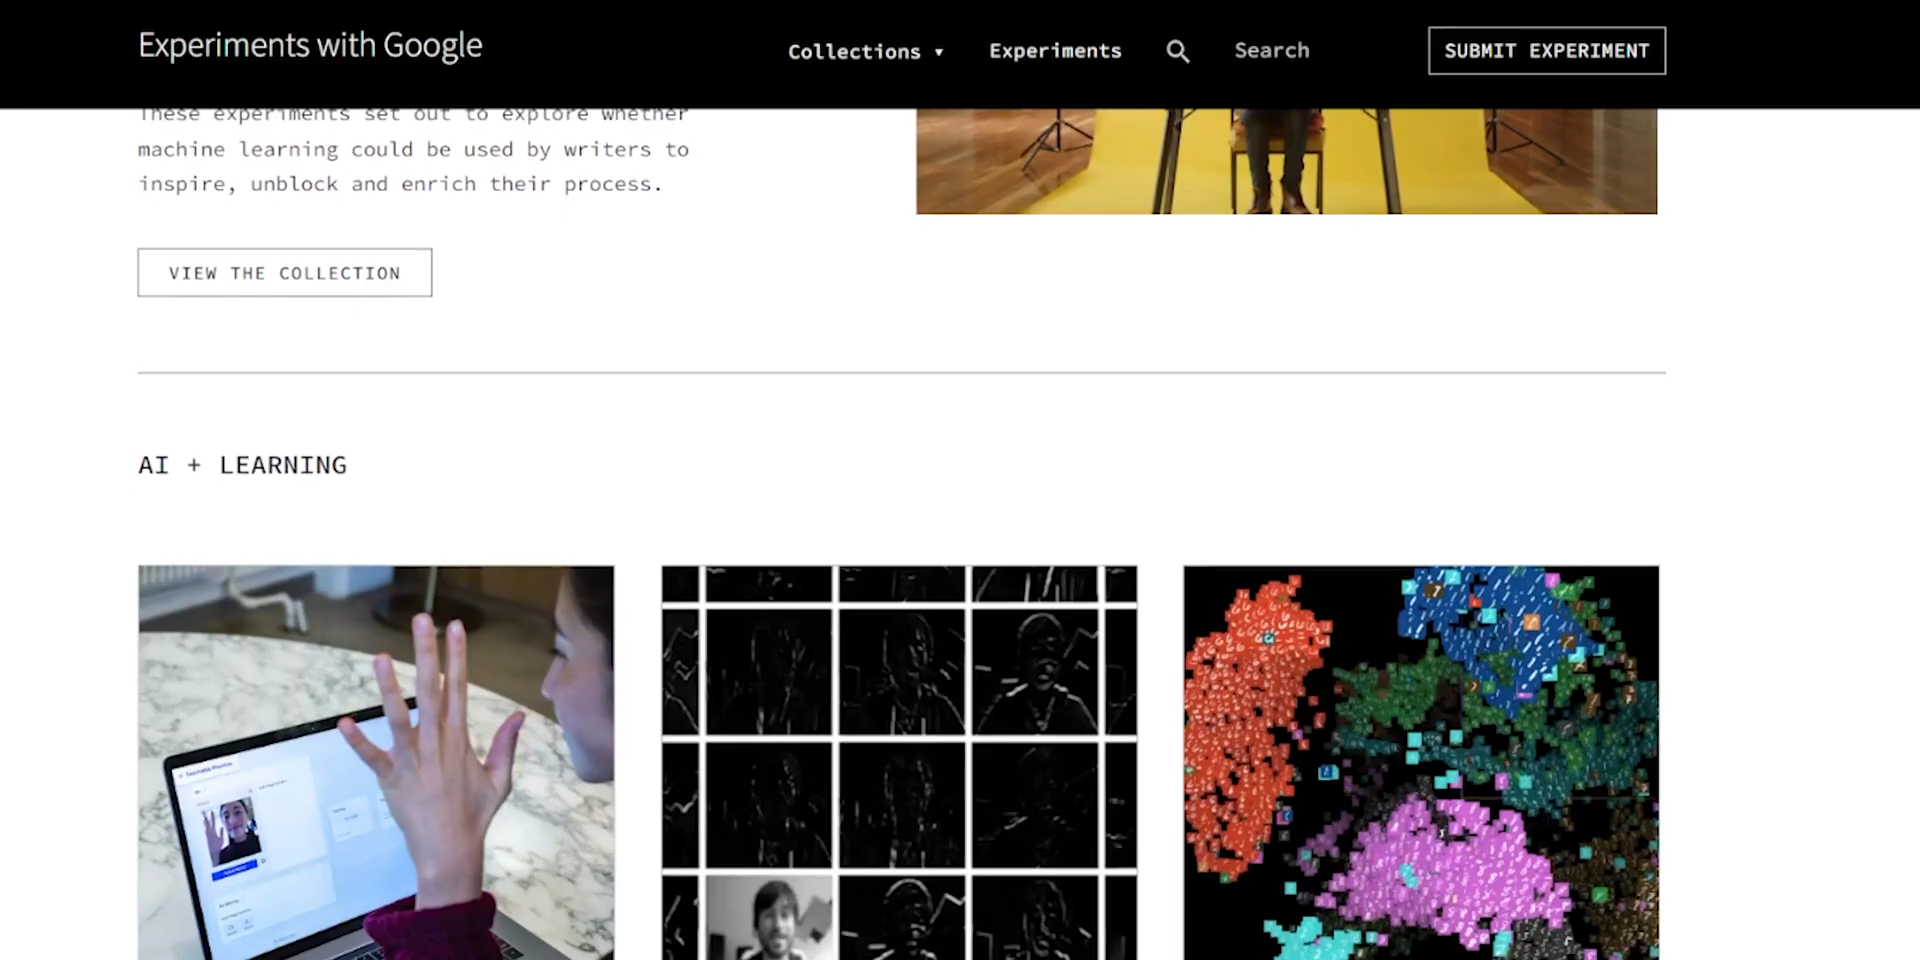 Experiments with Google
Collections ▾
Experiments
Search
SUBMIT EXPERIMENT
These experiments set out to explore whether
machine learning could be used by writers to
inspire, unblock and enrich their process.
VIEW THE COLLECTION
AI + LEARNING